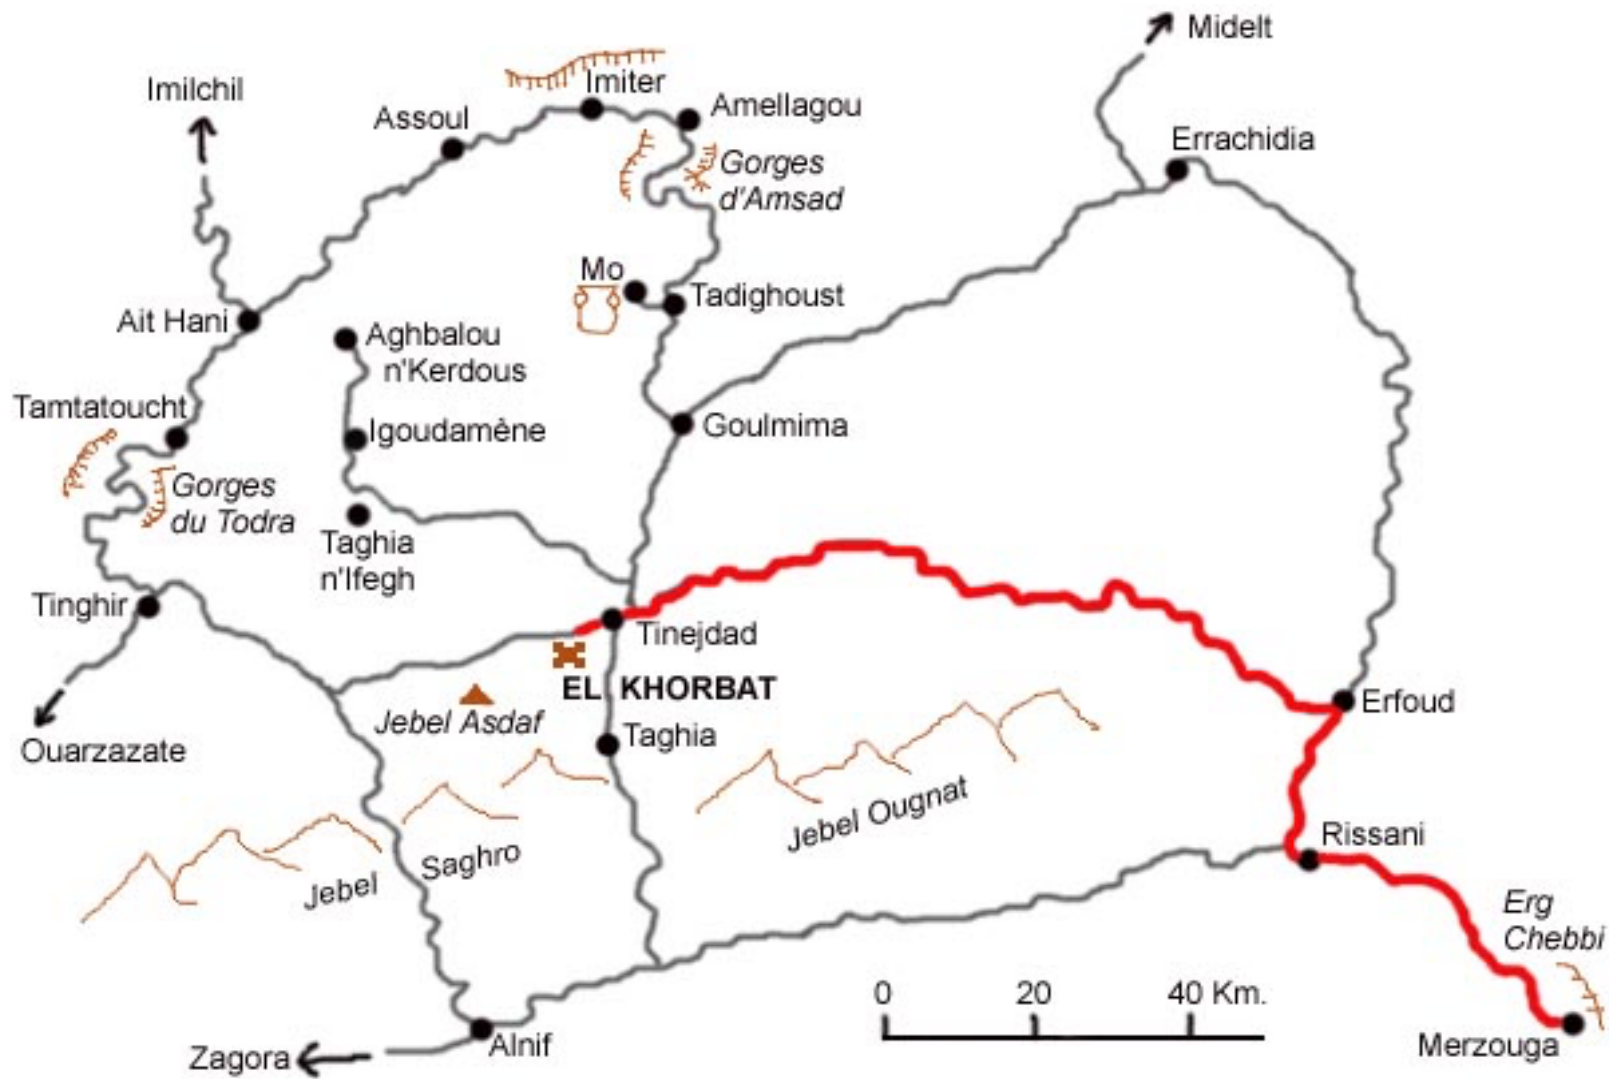 Midelt
Imilchil
Imiter
Assoul
Amellagou
Errachidia
Gorges
d'Amsad
Mo
Tadighoust
Ait Hani
Aghbalou
n'Kerdous
Tamtatoucht
Igoudamène
Goulmima
Gorges
du Todra
Taghia
n'Ifegh
Tinghir
Tinejdad
EL KHORBAT
Erfoud
Jebel Asdaf
Taghia
Ouarzazate
Jebel Ougnat
Rissani
Jebel Saghro
Erg
Chebbi
0 20 40 Km.
Merzouga
Alnif
Zagora